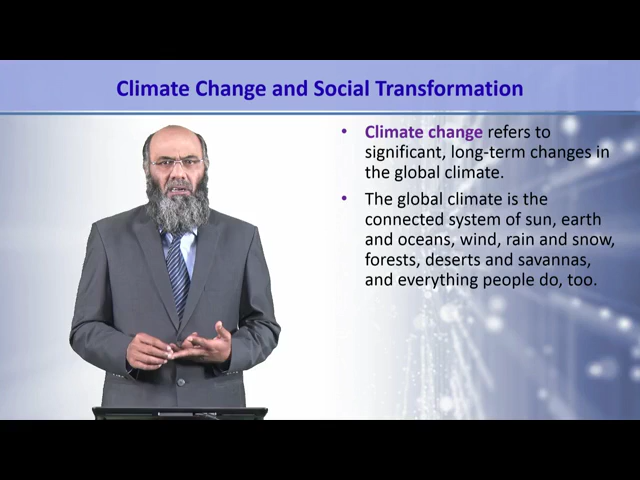 Climate Change and Social Transformation
• Climate change refers to
significant, long-term changes in
the global climate.
• The global climate is the
connected system of sun, earth
and oceans, wind, rain and snow,
forests, deserts and savannas,
and everything people do, too.